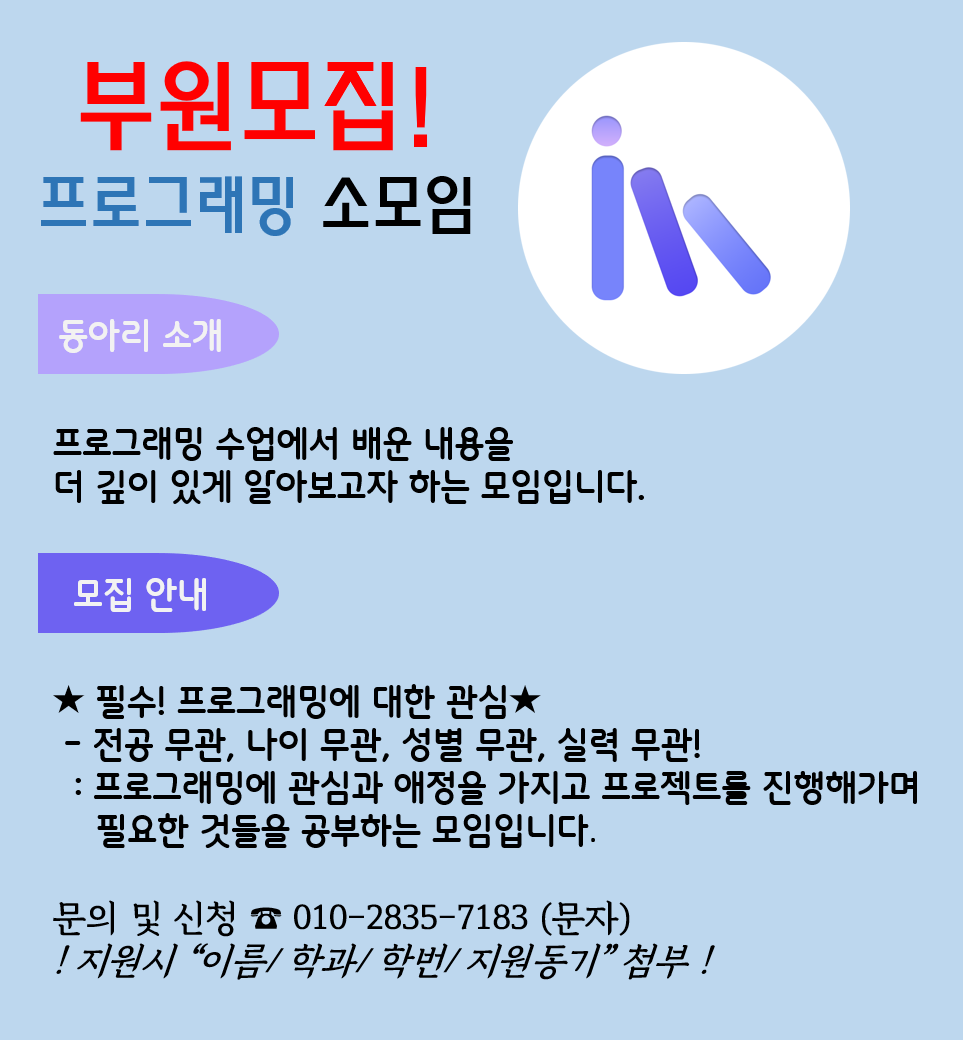 부원모집!
프로그래밍 소모임
동아리 소개
프로그래밍 수업에서 배운 내용을
더 깊이 있게 알아보고자 하는 모임입니다.
모집 안내
★ 필수! 프로그래밍에 대한 관심★
- 전공 무관, 나이 무관, 성별 무관, 실력 무관!
: 프로그래밍에 관심과 애정을 가지고 프로젝트를 진행해가며
필요한 것들을 공부하는 모임입니다.
문의 및 신청 ☎ 010-2835-7183 (문자)
! 지원시 “이름/ 학과/ 학번/ 지원동기” 첨부 !